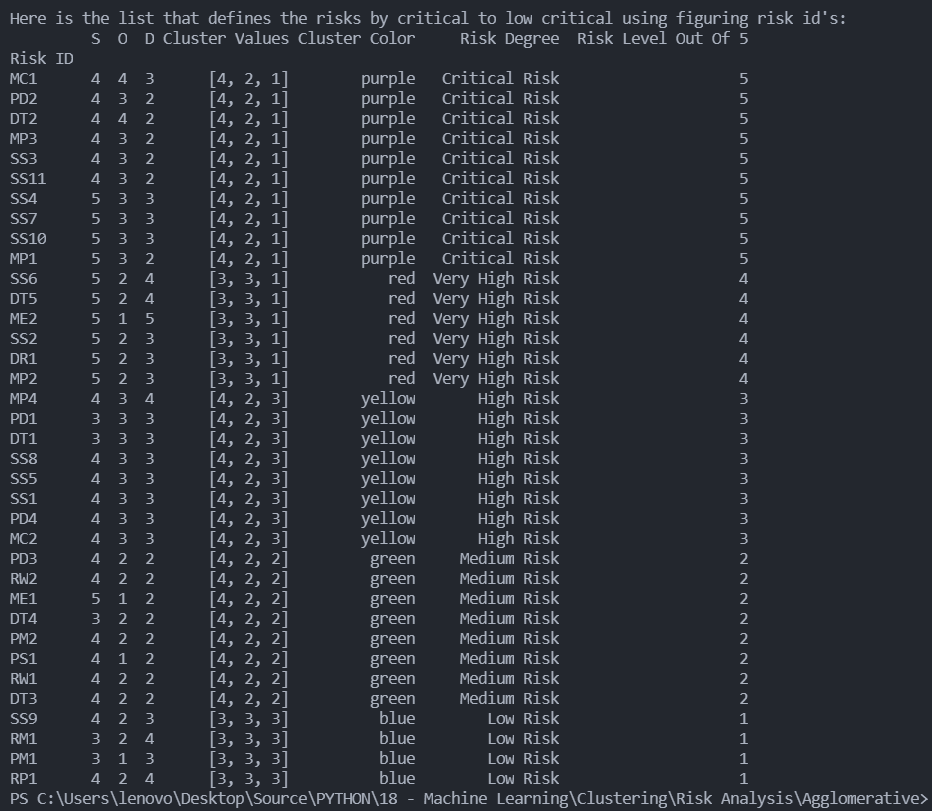 Here is the list that defines the risks by critical to low critical using figuring risk id's:
         S  O  D Cluster Values Cluster Color     Risk Degree  Risk Level Out Of 5
Risk ID
MC1      4  4  3      [4, 2, 1]        purple   Critical Risk                    5
PD2      4  3  2      [4, 2, 1]        purple   Critical Risk                    5
DT2      4  4  2      [4, 2, 1]        purple   Critical Risk                    5
MP3      4  3  2      [4, 2, 1]        purple   Critical Risk                    5
SS3      4  3  2      [4, 2, 1]        purple   Critical Risk                    5
SS11     4  3  2      [4, 2, 1]        purple   Critical Risk                    5
SS4      5  3  3      [4, 2, 1]        purple   Critical Risk                    5
SS7      5  3  3      [4, 2, 1]        purple   Critical Risk                    5
SS10     5  3  3      [4, 2, 1]        purple   Critical Risk                    5
MP1      5  3  2      [4, 2, 1]        purple   Critical Risk                    5
SS6      5  2  4      [3, 3, 1]           red  Very High Risk                    4
DT5      5  2  4      [3, 3, 1]           red  Very High Risk                    4
ME2      5  1  5      [3, 3, 1]           red  Very High Risk                    4
SS2      5  2  3      [3, 3, 1]           red  Very High Risk                    4
DR1      5  2  3      [3, 3, 1]           red  Very High Risk                    4
MP2      5  2  3      [3, 3, 1]           red  Very High Risk                    4
MP4      4  3  4      [4, 2, 3]        yellow       High Risk                    3
PD1      3  3  3      [4, 2, 3]        yellow       High Risk                    3
DT1      3  3  3      [4, 2, 3]        yellow       High Risk                    3
SS8      4  3  3      [4, 2, 3]        yellow       High Risk                    3
SS5      4  3  3      [4, 2, 3]        yellow       High Risk                    3
SS1      4  3  3      [4, 2, 3]        yellow       High Risk                    3
PD4      4  3  3      [4, 2, 3]        yellow       High Risk                    3
MC2      4  3  3      [4, 2, 3]        yellow       High Risk                    3
PD3      4  2  2      [4, 2, 2]         green     Medium Risk                    2
RW2      4  2  2      [4, 2, 2]         green     Medium Risk                    2
ME1      5  1  2      [4, 2, 2]         green     Medium Risk                    2
DT4      3  2  2      [4, 2, 2]         green     Medium Risk                    2
PM2      4  2  2      [4, 2, 2]         green     Medium Risk                    2
PS1      4  1  2      [4, 2, 2]         green     Medium Risk                    2
RW1      4  2  2      [4, 2, 2]         green     Medium Risk                    2
DT3      4  2  2      [4, 2, 2]         green     Medium Risk                    2
SS9      4  2  3      [3, 3, 3]          blue        Low Risk                    1
RM1      3  2  4      [3, 3, 3]          blue        Low Risk                    1
PM1      3  1  3      [3, 3, 3]          blue        Low Risk                    1
RP1      4  2  4      [3, 3, 3]          blue        Low Risk                    1
PS C:\Users\lenovo\Desktop\Source\PYTHON\18 - Machine Learning\Clustering\Risk Analysis\Agglomerative>